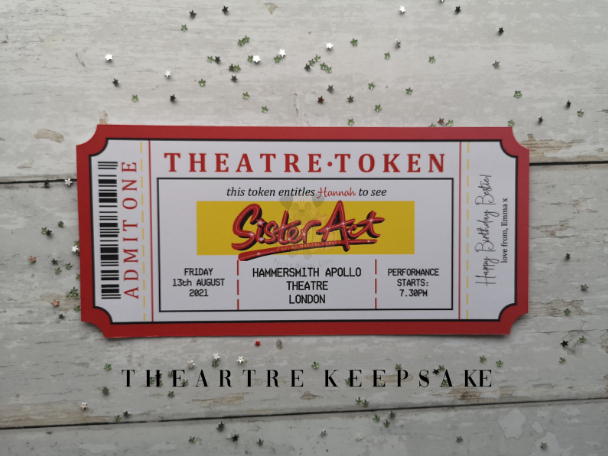 ADMIT ONE
THEATRE·TOKEN
this token entitles Hannah to see
Sister Act
FRIDAY
13th AUGUST
2021
HAMMERSMITH APOLLO
THEATRE
LONDON
PERFORMANCE
STARTS:
7.30PM
Happy Birthday Bestie!
love from, Emma x
THEARTRE KEEPSAKE